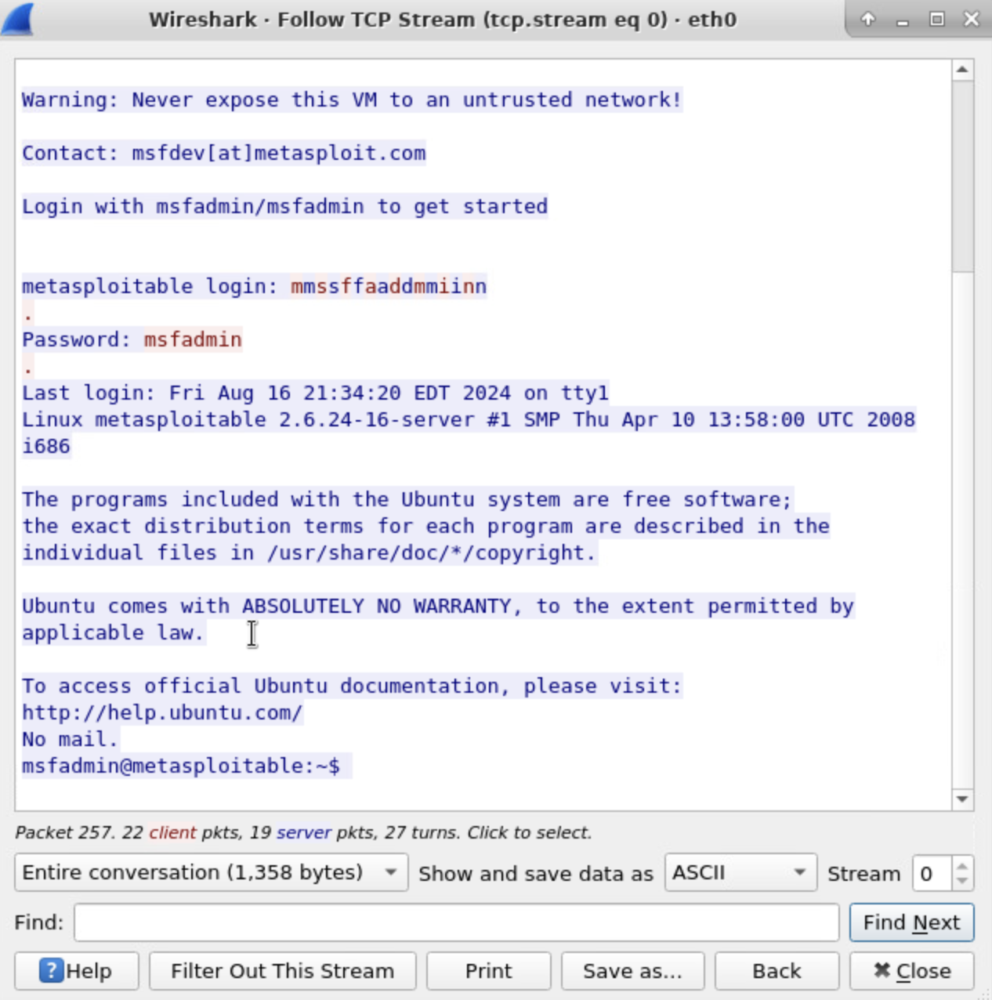 Wireshark · Follow TCP Stream (tcp.stream eq 0) · eth0
Warning: Never expose this VM to an untrusted network!
Contact: msfdev[at]metasploit.com
Login with msfadmin/msfadmin to get started
metasploitable login: mmssffaaddmmiinn
.
Password: msfadmin
.
Last login: Fri Aug 16 21:34:20 EDT 2024 on tty1
Linux metasploitable 2.6.24-16-server #1 SMP Thu Apr 10 13:58:00 UTC 2008
i686
The programs included with the Ubuntu system are free software;
the exact distribution terms for each program are described in the
individual files in /usr/share/doc/*/copyright.
Ubuntu comes with ABSOLUTELY NO WARRANTY, to the extent permitted by
applicable law.
To access official Ubuntu documentation, please visit:
http://help.ubuntu.com/
No mail.
msfadmin@metasploitable:~$
Packet 257. 22 client pkts, 19 server pkts, 27 turns. Click to select.
Entire conversation (1,358 bytes) Show and save data as ASCII Stream 0
Find: Find Next
?Help Filter Out This Stream Print Save as... Back Close